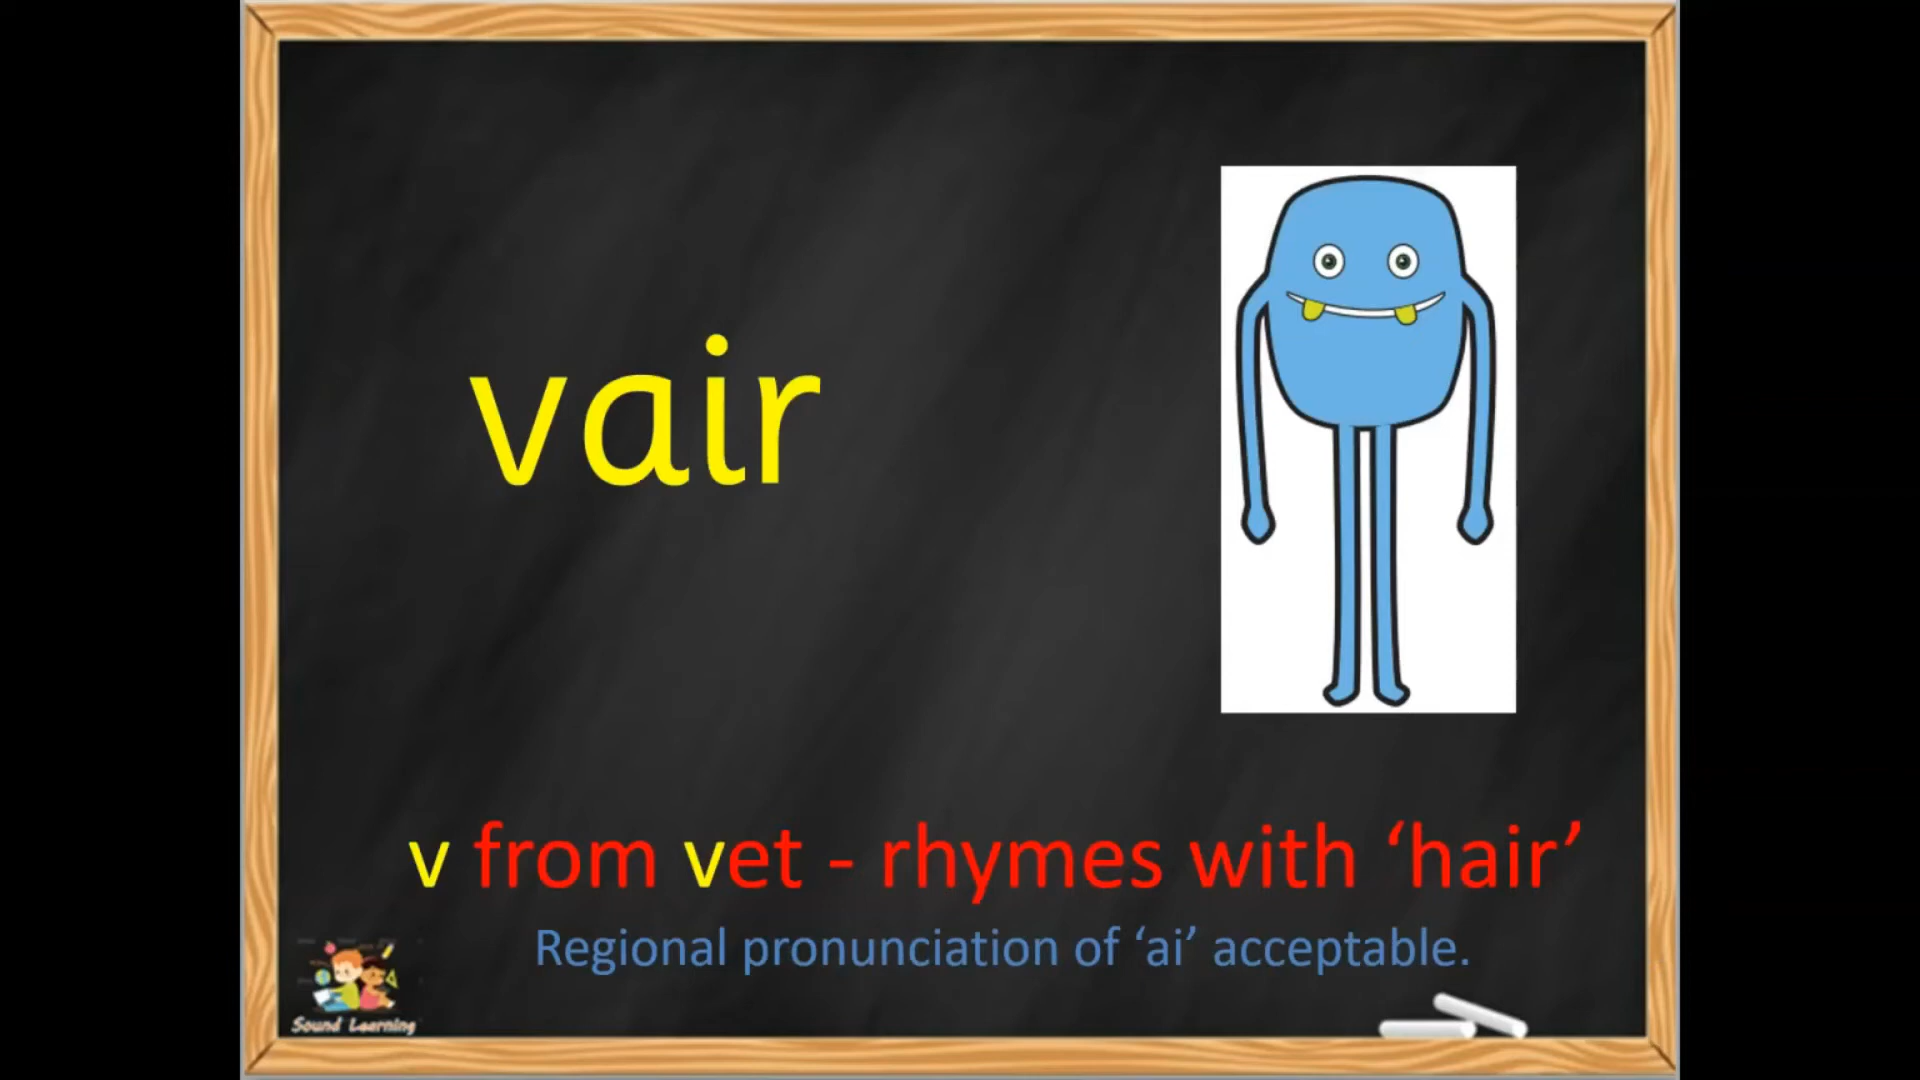 vair
v from vet - rhymes with ‘hair’
Regional pronunciation of ‘ai’ acceptable.
Sound Learning